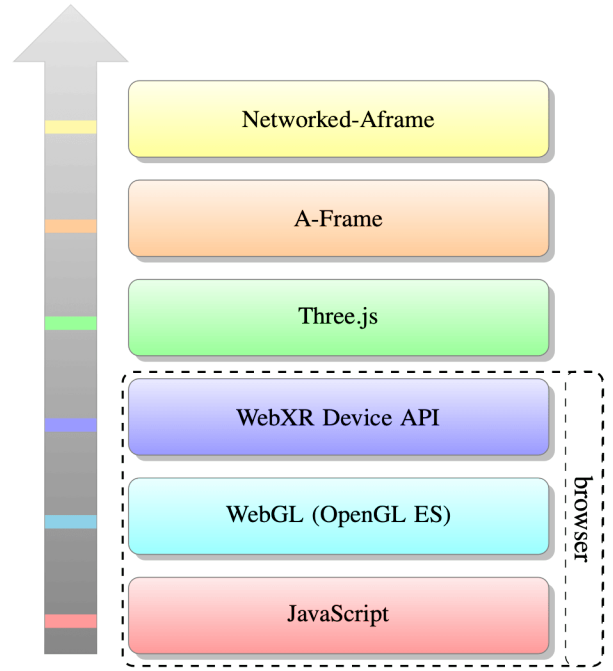 Networked-Aframe
A-Frame
Three.js
WebXR Device API
WebGL (OpenGL ES)
JavaScript
browser